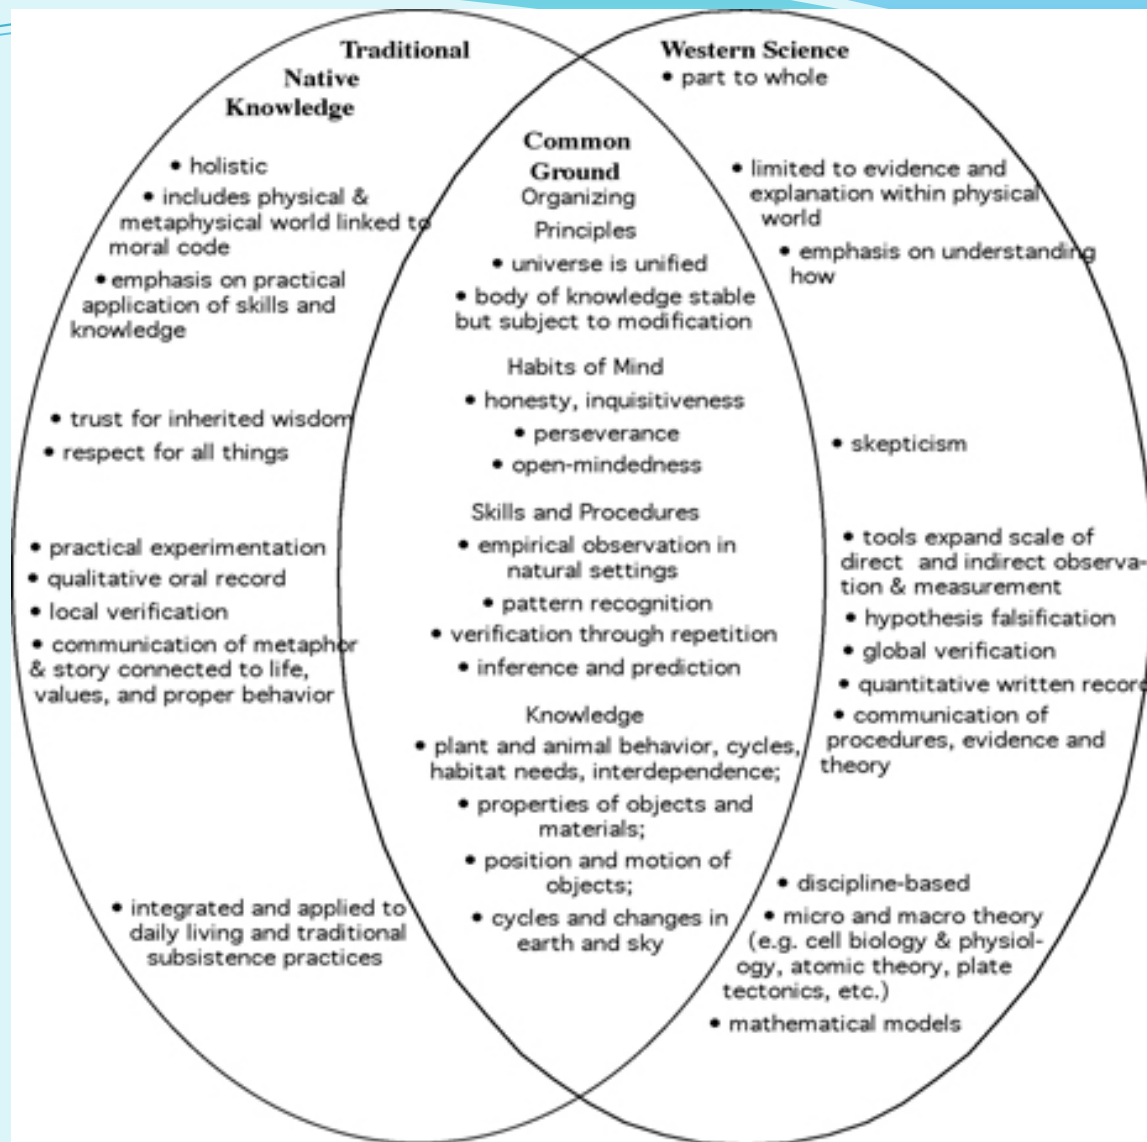 Traditional
Native
Knowledge
• holistic
• includes physical &
metaphysical world linked to
moral code
• emphasis on practical
application of skills and
knowledge
• trust for inherited wisdom
• respect for all things
• practical experimentation
• qualitative oral record
• local verification
• communication of metaphor
& story connected to life,
values, and proper behavior
• integrated and applied to
daily living and traditional
subsistence practices
Common
Ground
Organizing
Principles
• universe is unified
• body of knowledge stable
but subject to modification
Habits of Mind
• honesty, inquisitiveness
• perseverance
• open-mindedness
Skills and Procedures
• empirical observation in
natural settings
• pattern recognition
• verification through repetition
• inference and prediction
Knowledge
• plant and animal behavior, cycles,
habitat needs, interdependence;
• properties of objects and
materials;
• position and motion of
objects;
• cycles and changes in
earth and sky
Western Science
• part to whole
• limited to evidence and
explanation within physical
world
• emphasis on understanding
how
• skepticism
• tools expand scale of
direct and indirect observa-
tion & measurement
• hypothesis falsification
• global verification
• quantitative written record
• communication of
procedures, evidence and
theory
• discipline-based
• micro and macro theory
(e.g. cell biology & physiol-
ogy, atomic theory, plate
tectonics, etc.)
• mathematical models